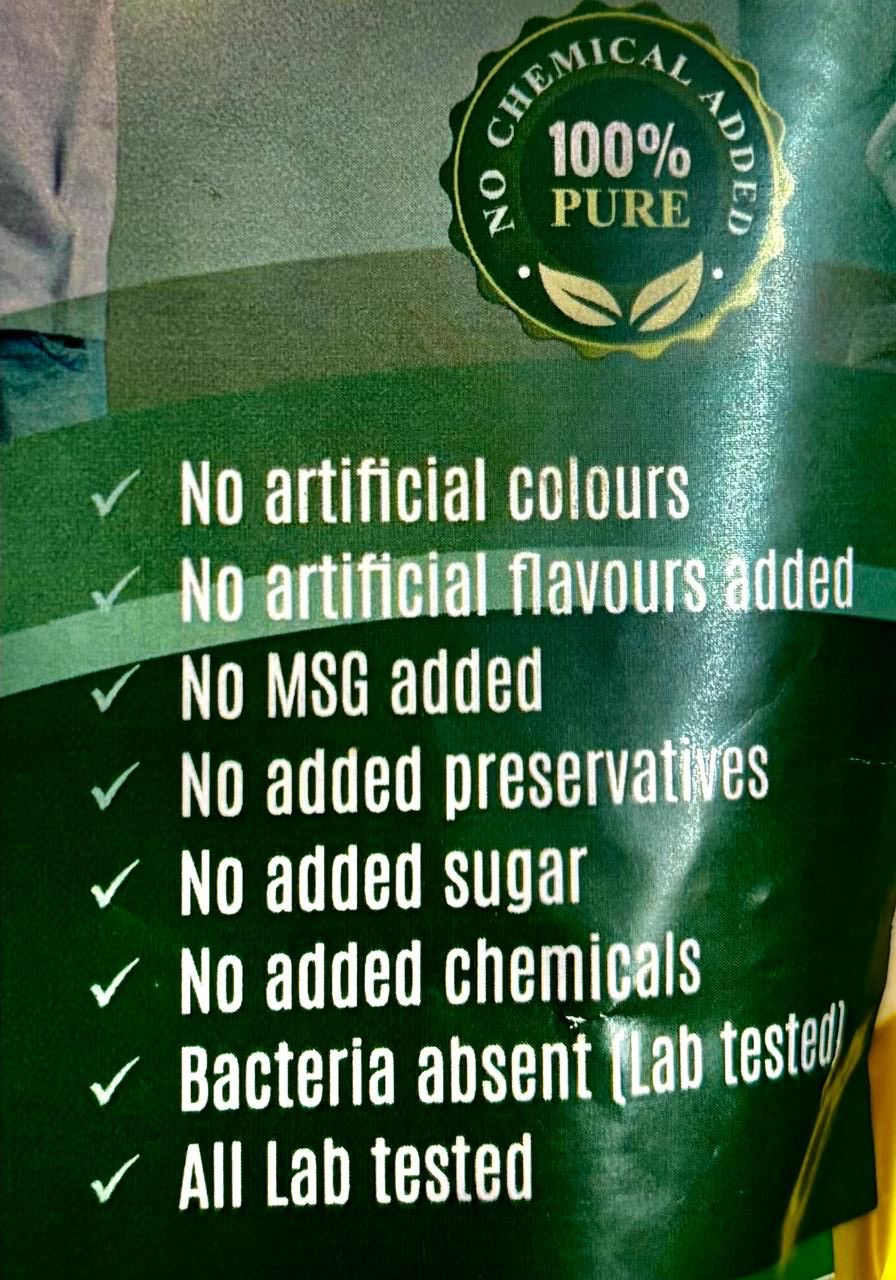 NO CHEMICAL ADDED
100%
PURE
No artificial colours
No artificial flavours added
No MSG added
No added preservatives
No added sugar
No added chemicals
Bacteria absent (Lab tested)
All Lab tested